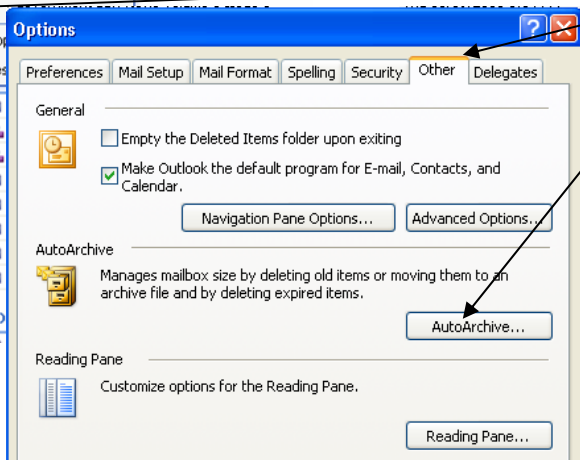 Options
Preferences Mail Setup Mail Format Spelling Security Other Delegates
General
Empty the Deleted Items folder upon exiting
Make Outlook the default program for E-mail, Contacts, and
Calendar.
Navigation Pane Options... Advanced Options...
AutoArchive
Manages mailbox size by deleting old items or moving them to an
archive file and by deleting expired items.
AutoArchive...
Reading Pane
Customize options for the Reading Pane.
Reading Pane...